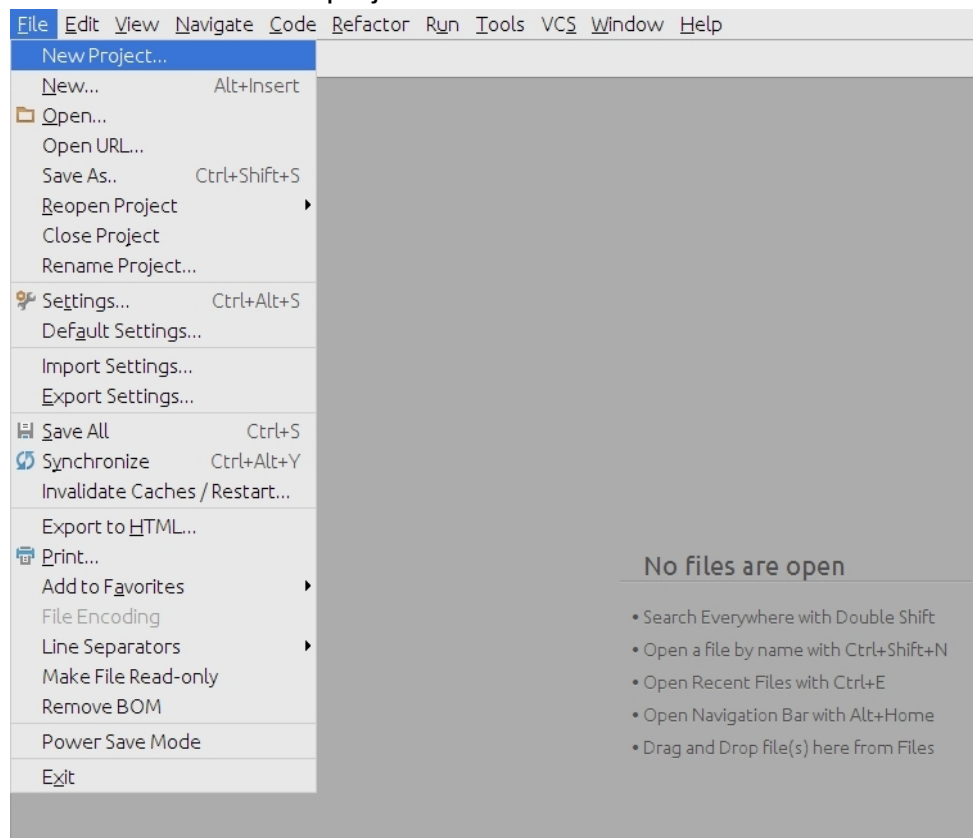 File Edit View Navigate Code Refactor Run Tools VCS Window Help
New Project...
New... Alt+Insert
Open...
Open URL...
Save As.. Ctrl+Shift+S
Reopen Project
Close Project
Rename Project...
Settings... Ctrl+Alt+S
Default Settings...
Import Settings...
Export Settings...
Save All Ctrl+S
Synchronize Ctrl+Alt+Y
Invalidate Caches / Restart...
Export to HTML...
Print...
Add to Favorites
File Encoding
Line Separators
Make File Read-only
Remove BOM
Power Save Mode
Exit
No files are open
• Search Everywhere with Double Shift
• Open a file by name with Ctrl+Shift+N
• Open Recent Files with Ctrl+E
• Open Navigation Bar with Alt+Home
• Drag and Drop file(s) here from Files